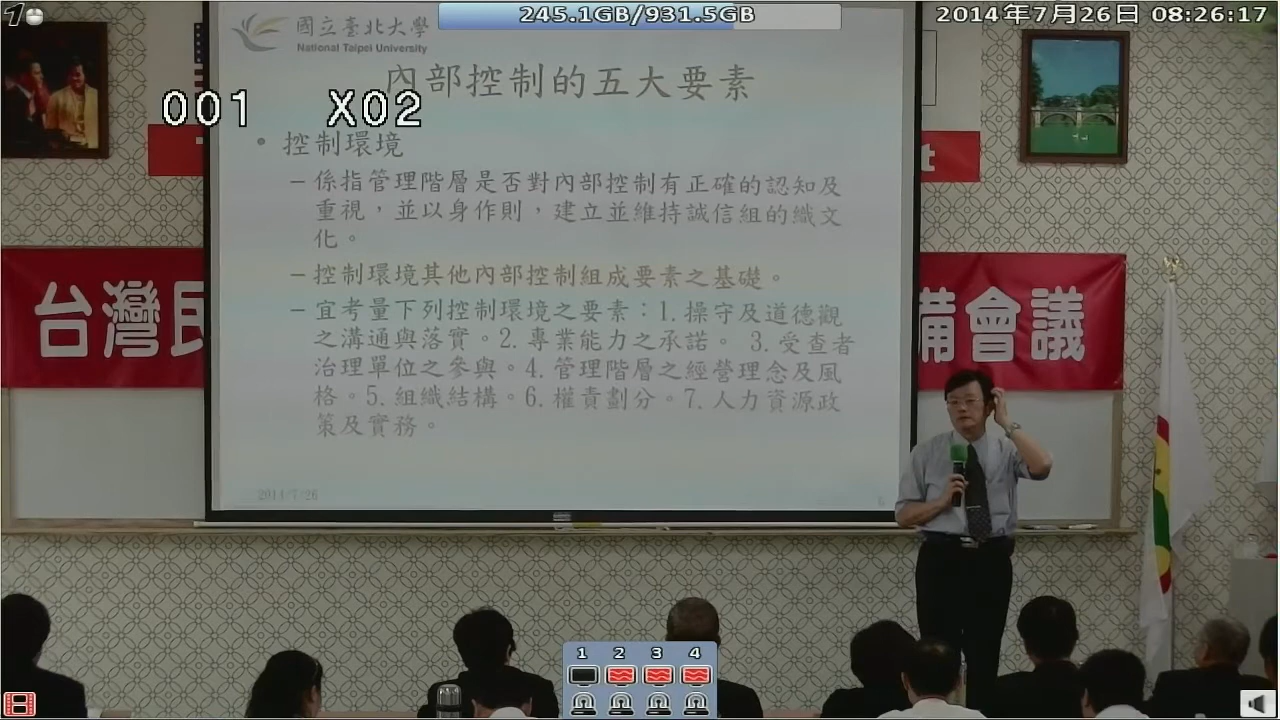 1
245.1GB/931.5GB
2014年7月26日 08:26:17
國立臺北大學
National Taipei University
內部控制的五大要素
001 X02
• 控制環境
t
– 係指管理階層是否對內部控制有正確的認知及
重視，並以身作則，建立並維持誠信組的織文
化。
– 控制環境其他內部控制組成要素之基礎。
– 宜考量下列控制環境之要素：1. 操守及道德觀
之溝通與落實。2. 專業能力之承諾。 3. 受查者
治理單位之參與。4. 管理階層之經營理念及風
格。5. 組織結構。6. 權責劃分。7. 人力資源政
策及實務。
台灣民
備會議
2014/7/26
6
1 2 3 4